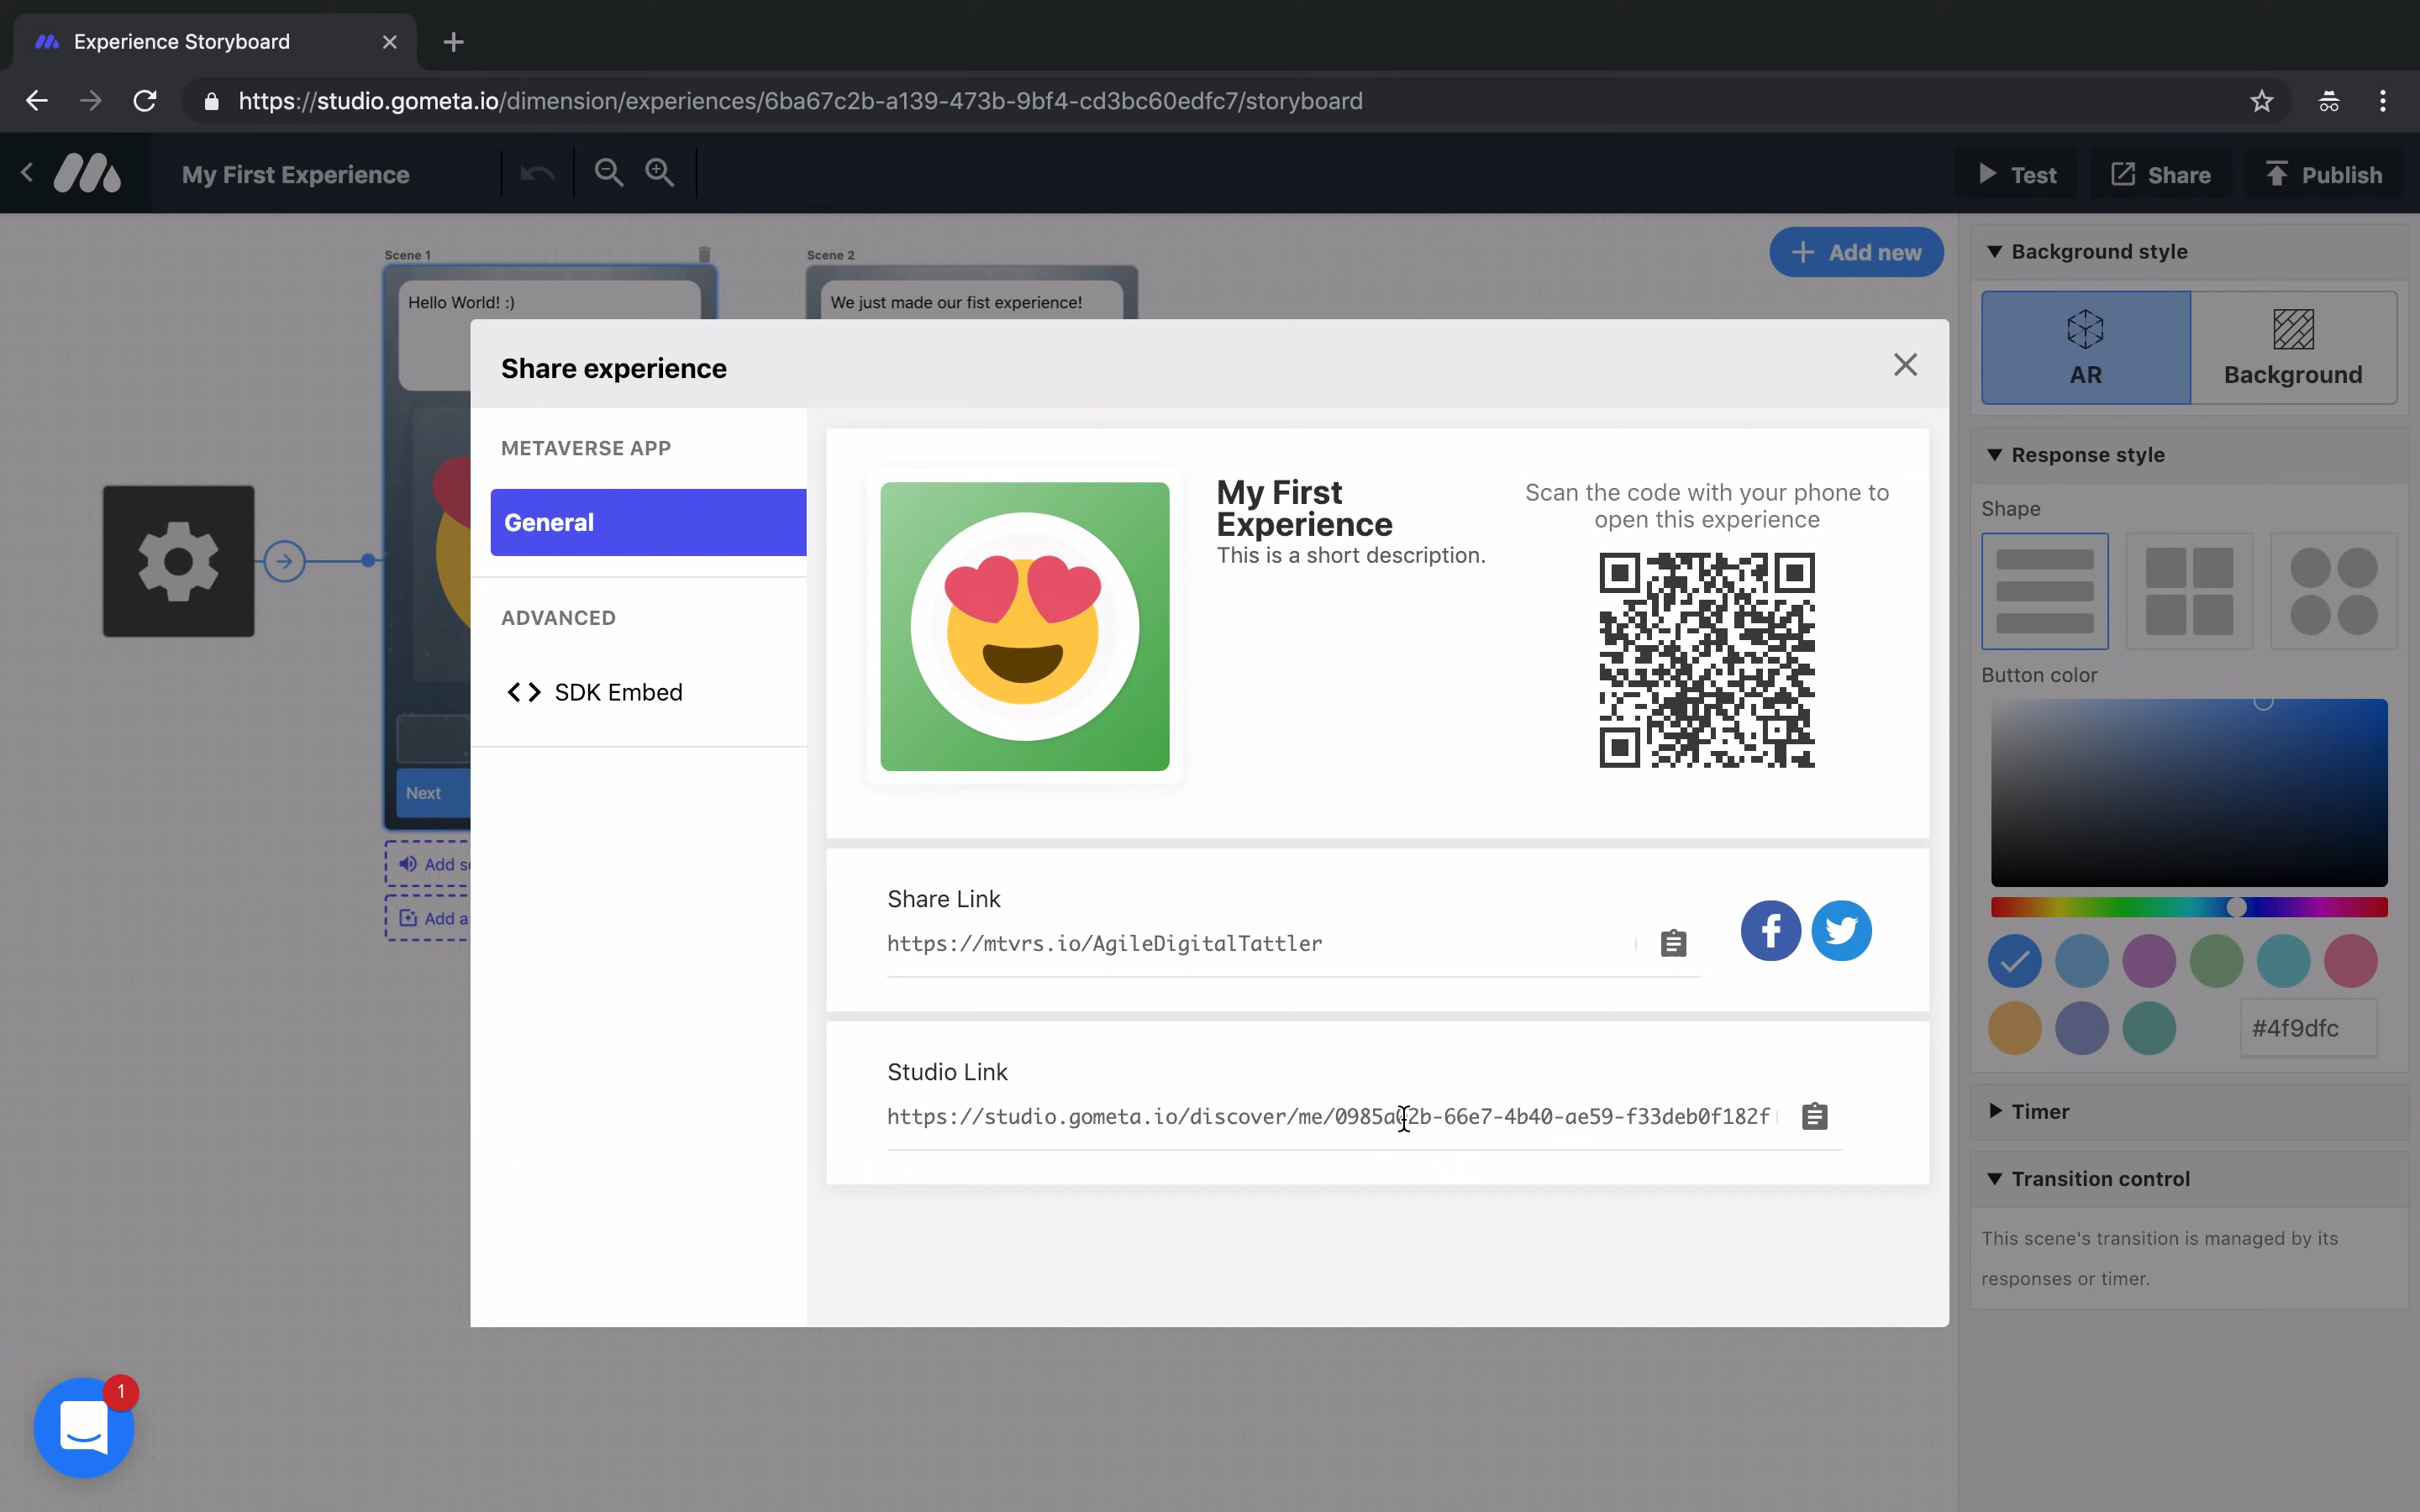 Experience Storyboard
https://studio.gometa.io/dimension/experiences/6ba67c2b-a139-473b-9bf4-cd3bc60edfc7/storyboard
My First Experience
Test
Share
Publish
Scene 1
Scene 2
Add new
Hello World! :)
We just made our fist experience!
Next
Add
Add
Share experience
METAVERSE APP
General
ADVANCED
SDK Embed
My First
Experience
This is a short description.
Scan the code with your phone to
open this experience
Share Link
https://mtvrs.io/AgileDigitalTattler
Studio Link
https://studio.gometa.io/discover/me/0985a02b-66e7-4b40-ae59-f33deb0f182f
Background style
AR
Background
Response style
Shape
Button color
#4f9dfc
Timer
Transition control
This scene's transition is managed by its
responses or timer.
1